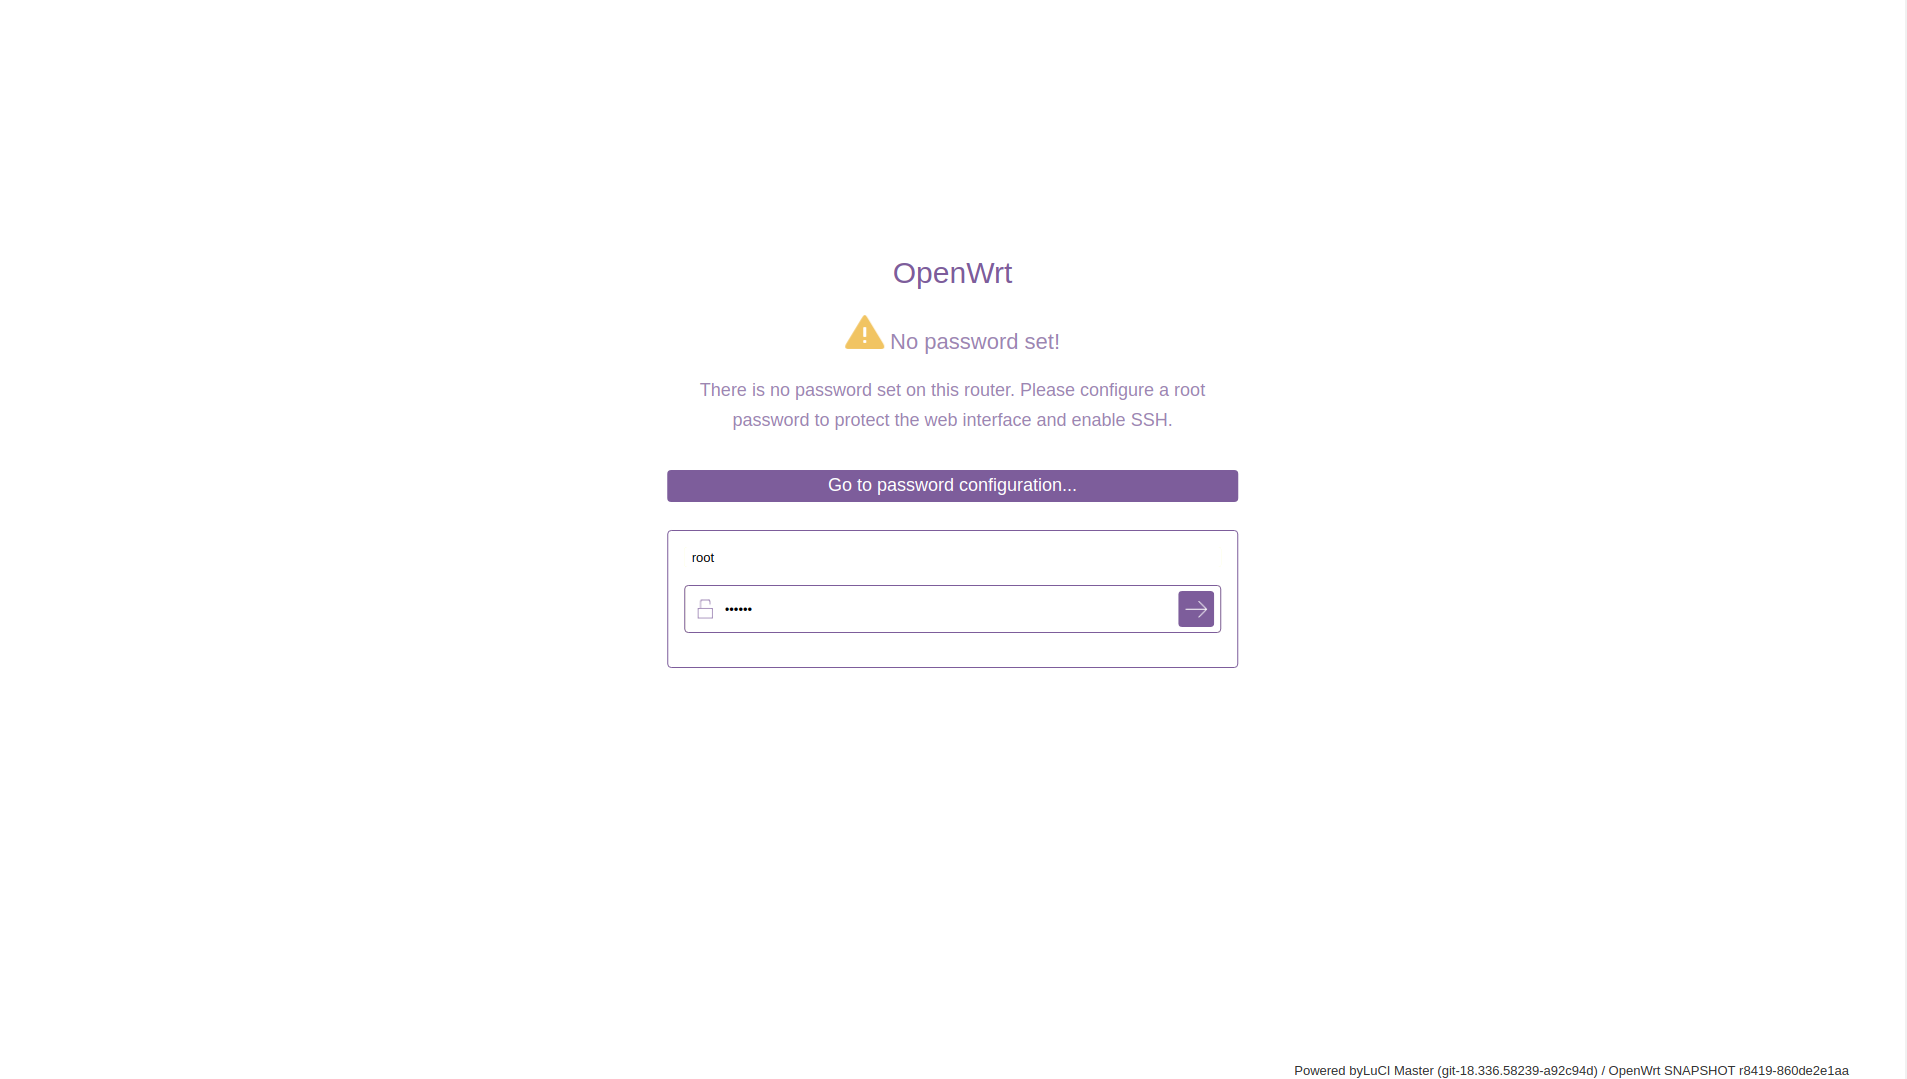 OpenWrt
No password set!
There is no password set on this router. Please configure a root
password to protect the web interface and enable SSH.
Go to password configuration...
root
••••••
Powered byLuCI Master (git-18.336.58239-a92c94d) / OpenWrt SNAPSHOT r8419-860de2e1aa